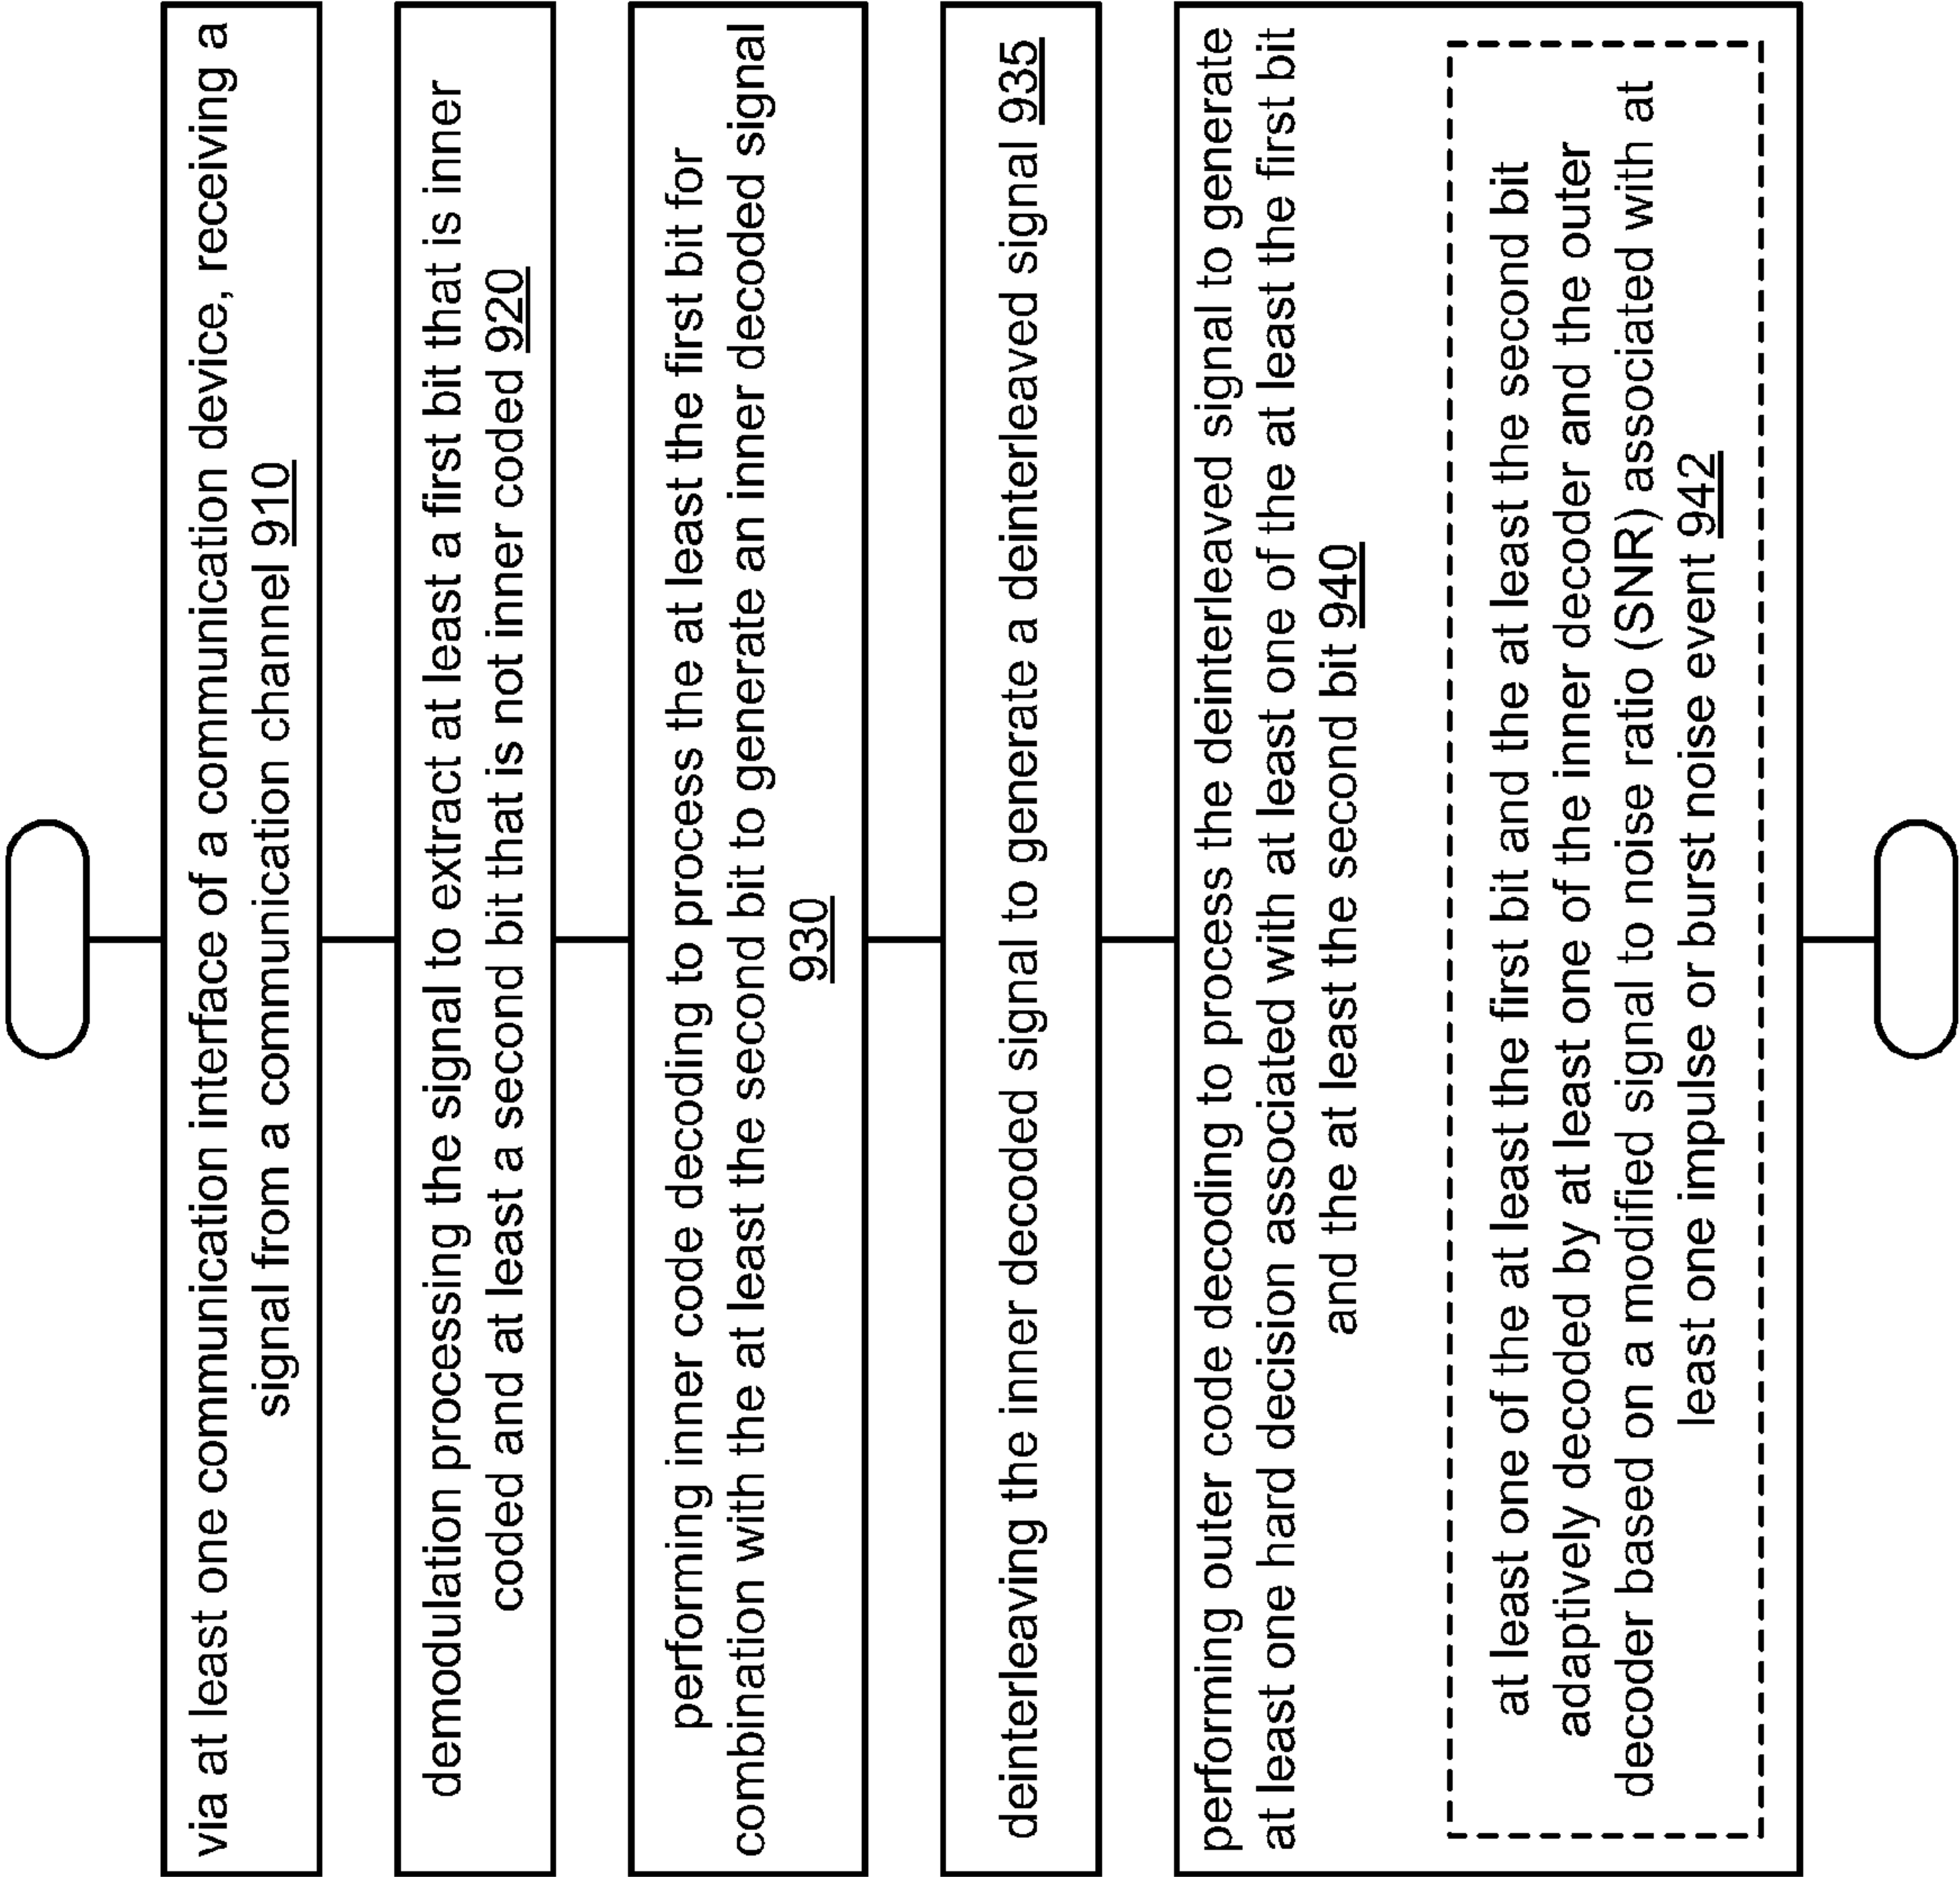 via at least one communication interface of a communication device, receiving a
signal from a communication channel 910
demodulation processing the signal to extract at least a first bit that is inner
coded and at least a second bit that is not inner coded 920
performing inner code decoding to process the at least the first bit for
combination with the at least the second bit to generate an inner decoded signal
930
deinterleaving the inner decoded signal to generate a deinterleaved signal 935
performing outer code decoding to process the deinterleaved signal to generate
at least one hard decision associated with at least one of the at least the first bit
and the at least the second bit 940
at least one of the at least the first bit and the at least the second bit
adaptively decoded by at least one of the inner decoder and the outer
decoder based on a modified signal to noise ratio (SNR) associated with at
least one impulse or burst noise event 942